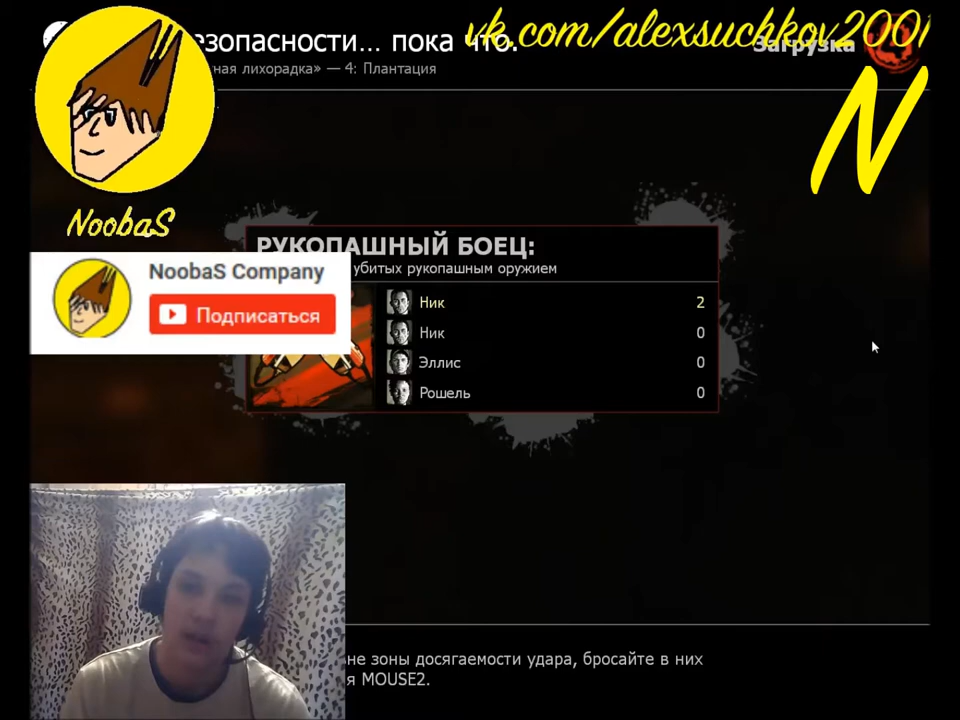 езопасности… пока что.
vk.com/alexsuchkov2001
Загрузка
ная лихорадка» — 4: Плантация
N
NoobaS
РУКОПАШНЫЙ БОЕЦ:
убитых рукопашным оружием
NoobaS Company
Подписаться
Ник 2
Ник 0
Эллис 0
Рошель 0
не зоны досягаемости удара, бросайте в них
я MOUSE2.